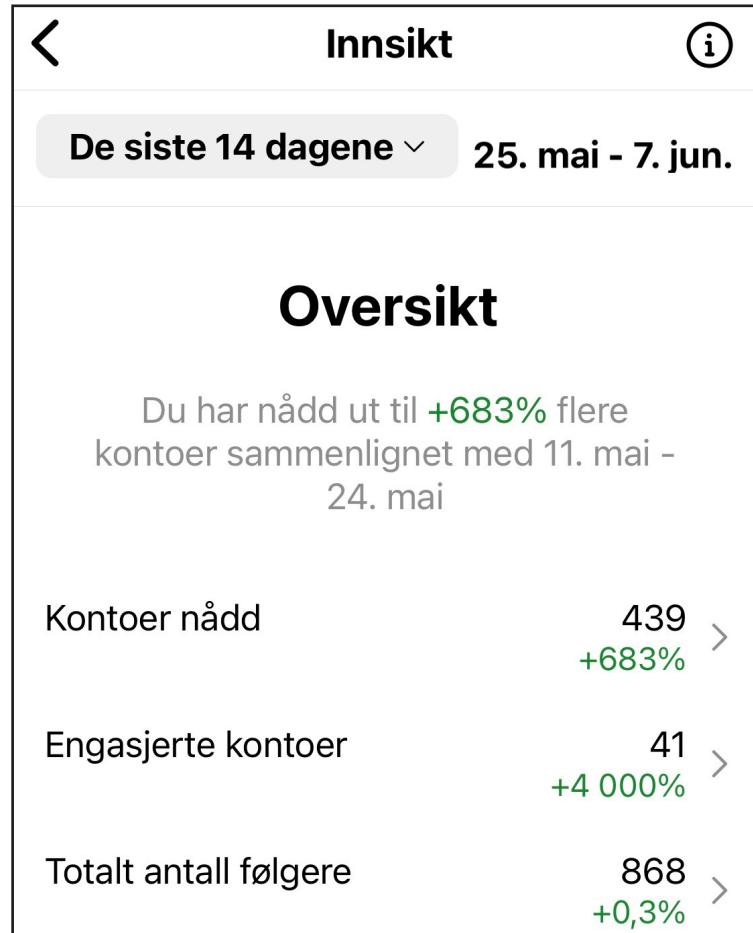 Innsikt
De siste 14 dagene
25. mai - 7. jun.
Oversikt
Du har nådd ut til +683% flere
kontoer sammenlignet med 11. mai -
24. mai
Kontoer nådd
439
+683%
Engasjerte kontoer
41
+4 000%
Totalt antall følgere
868
+0,3%